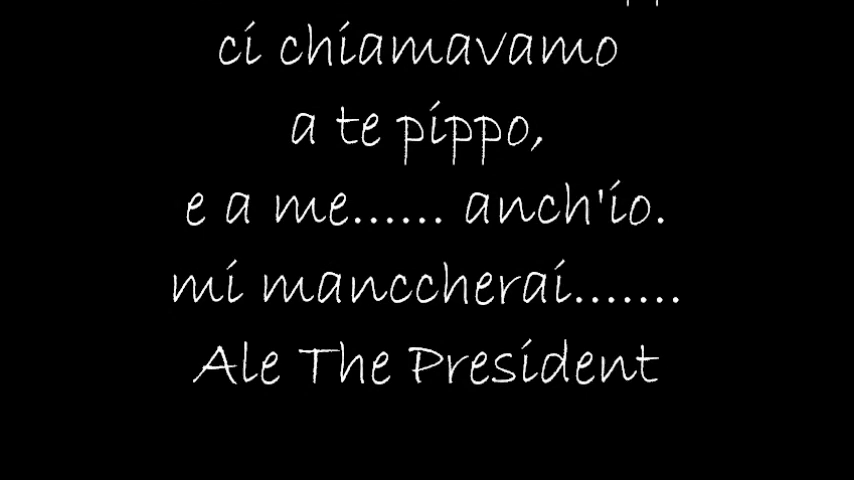 ci chiamavamo
a te pippo,
e a me...... anch'io.
mi manccherai.......
Ale The President